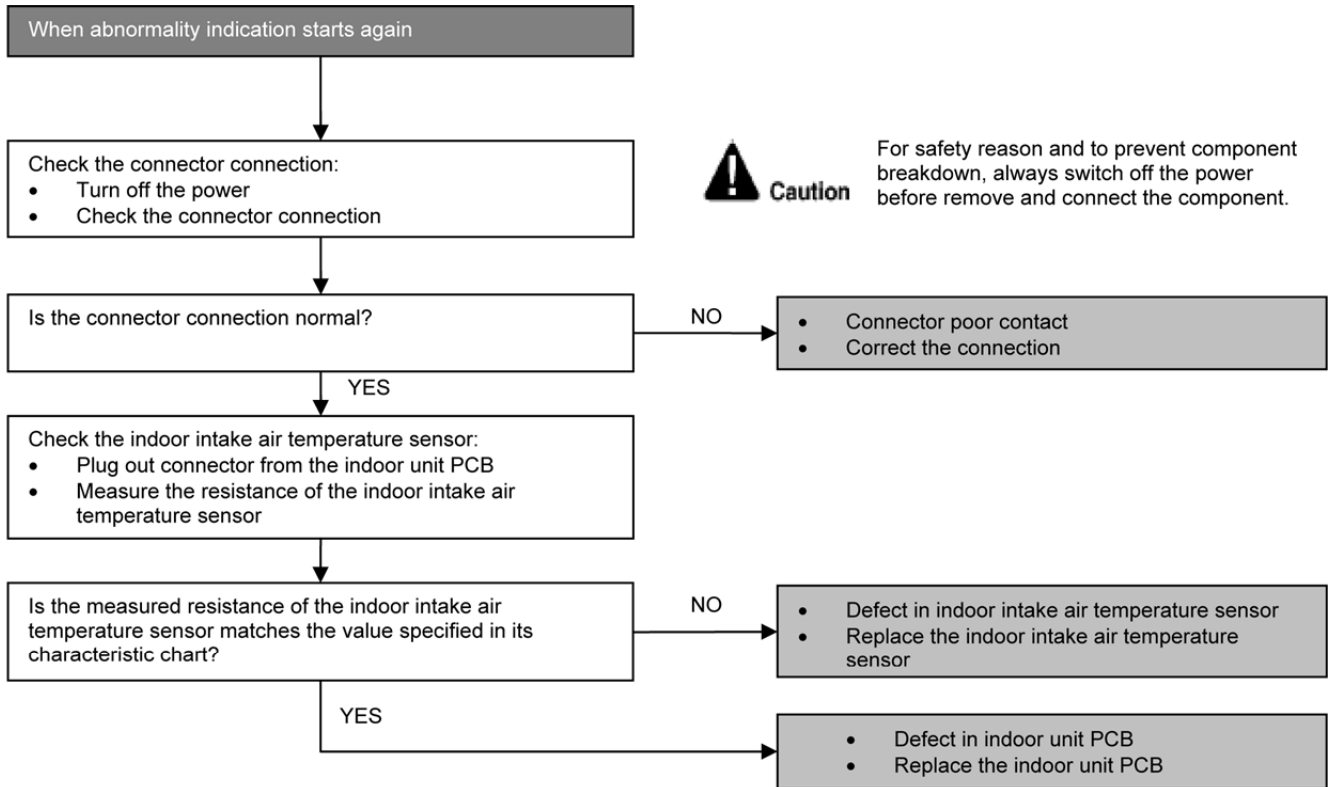 When abnormality indication starts again
Check the connector connection:
• Turn off the power
• Check the connector connection
Caution
For safety reason and to prevent component
breakdown, always switch off the power
before remove and connect the component.
Is the connector connection normal?
NO
• Connector poor contact
• Correct the connection
YES
Check the indoor intake air temperature sensor:
• Plug out connector from the indoor unit PCB
• Measure the resistance of the indoor intake air
temperature sensor
Is the measured resistance of the indoor intake air
temperature sensor matches the value specified in its
characteristic chart?
NO
• Defect in indoor intake air temperature sensor
• Replace the indoor intake air temperature
sensor
YES
• Defect in indoor unit PCB
• Replace the indoor unit PCB